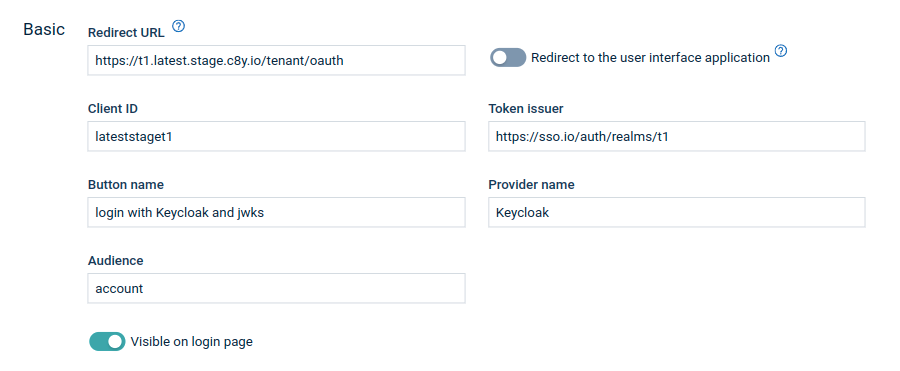 Basic
Redirect URL
https://t1.latest.stage.c8y.io/tenant/oauth
Redirect to the user interface application
Client ID
lateststaget1
Token issuer
https://sso.io/auth/realms/t1
Button name
login with Keycloak and jwks
Provider name
Keycloak
Audience
account
Visible on login page